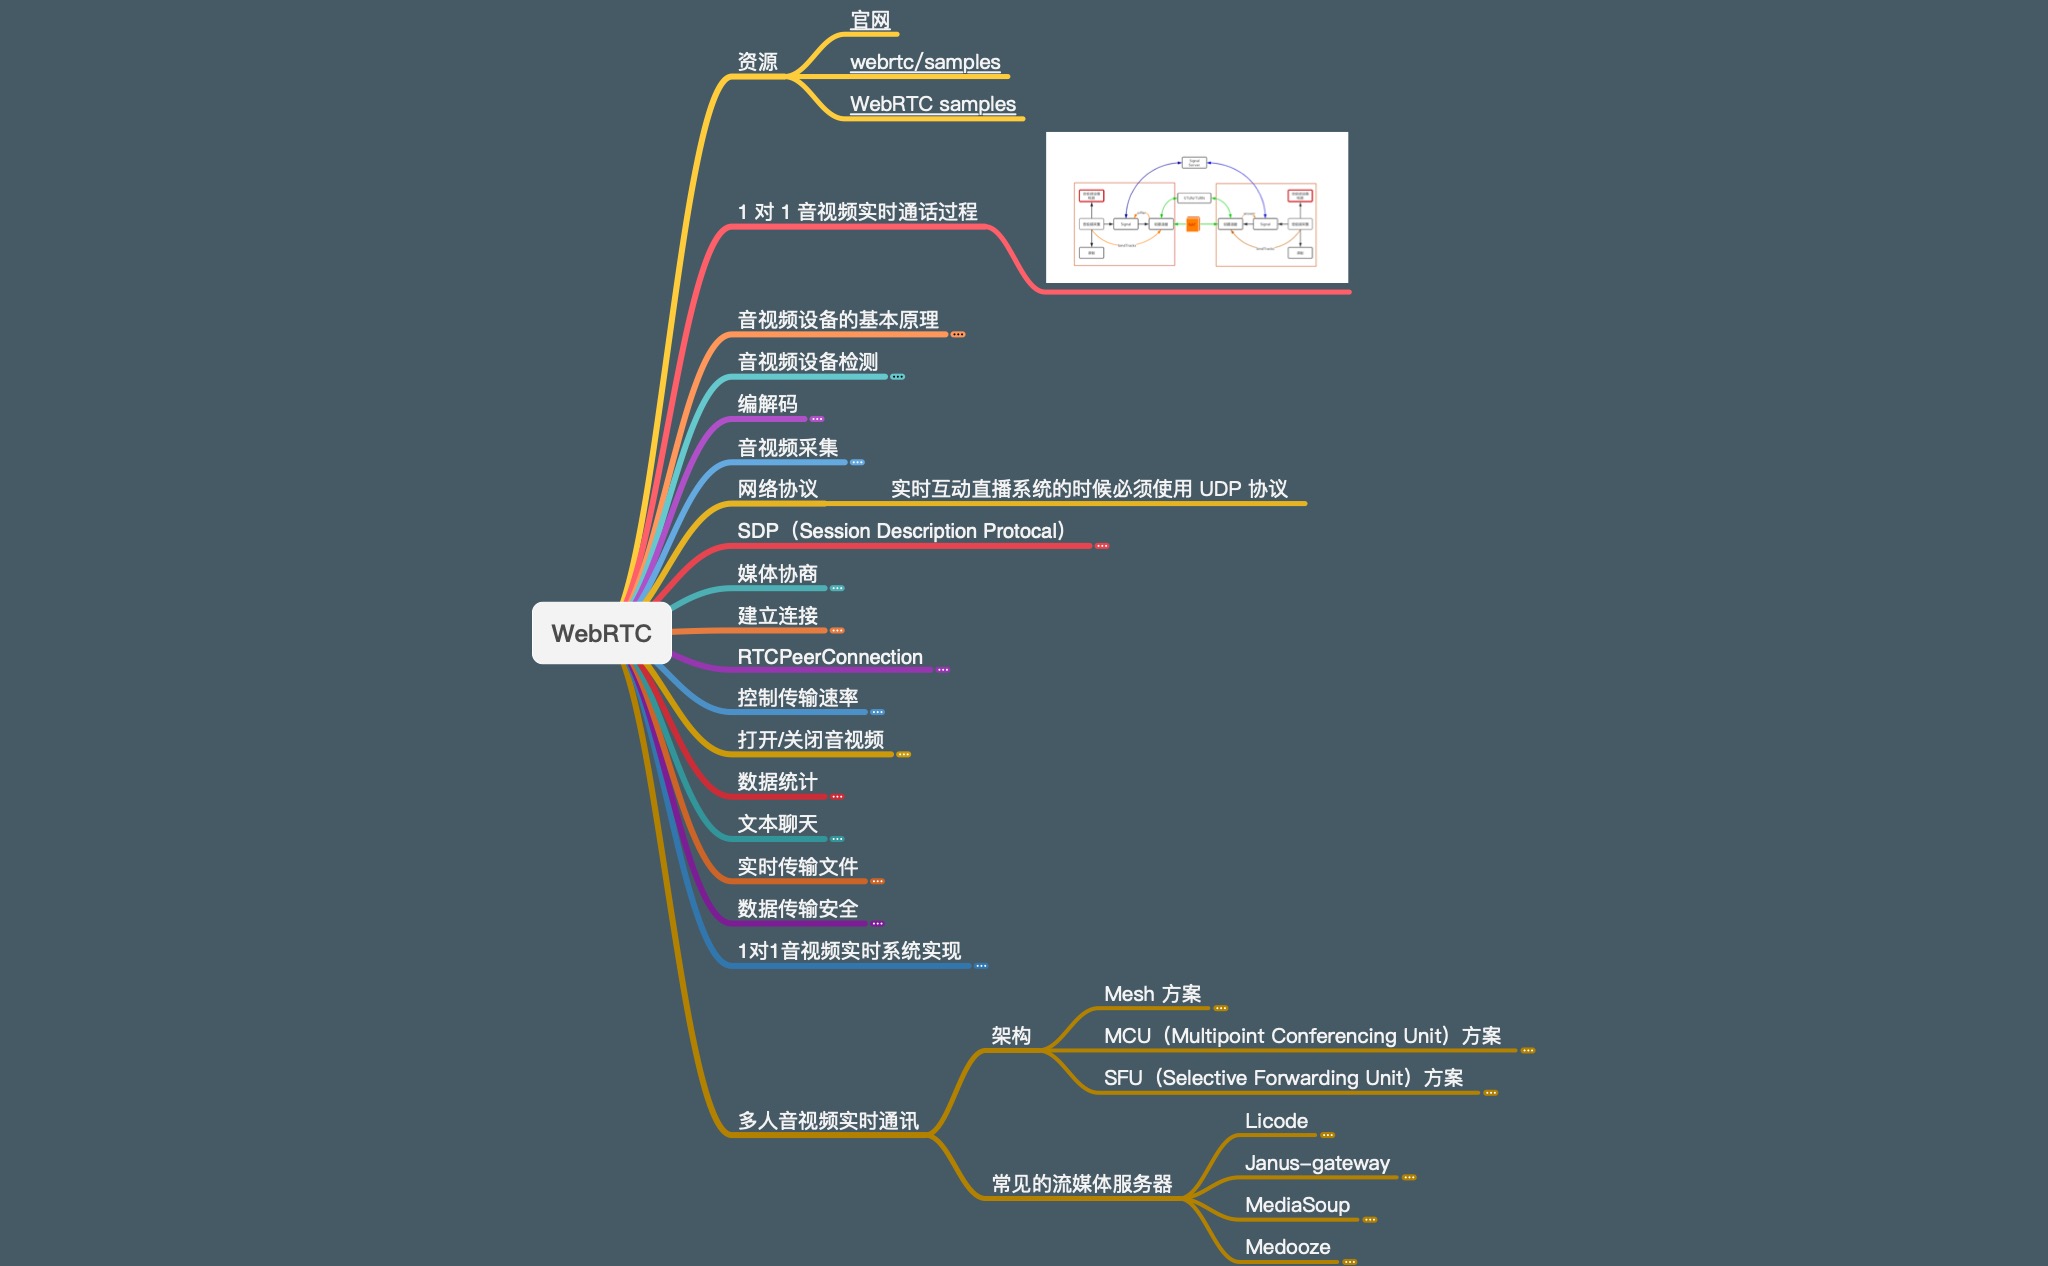 官网
资源
webrtc/samples
WebRTC samples
1 对 1 音视频实时通话过程
Signal
Server
Signal
Signal
音视频设备的基本原理
音视频设备检测
编解码
音视频采集
网络协议
实时互动直播系统的时候必须使用 UDP 协议
SDP（Session Description Protocal）
媒体协商
建立连接
WebRTC
RTCPeerConnection
控制传输速率
打开/关闭音视频
数据统计
文本聊天
实时传输文件
数据传输安全
1对1音视频实时系统实现
多人音视频实时通讯
架构
Mesh 方案
MCU（Multipoint Conferencing Unit）方案
SFU（Selective Forwarding Unit）方案
常见的流媒体服务器
Licode
Janus-gateway
MediaSoup
Medooze